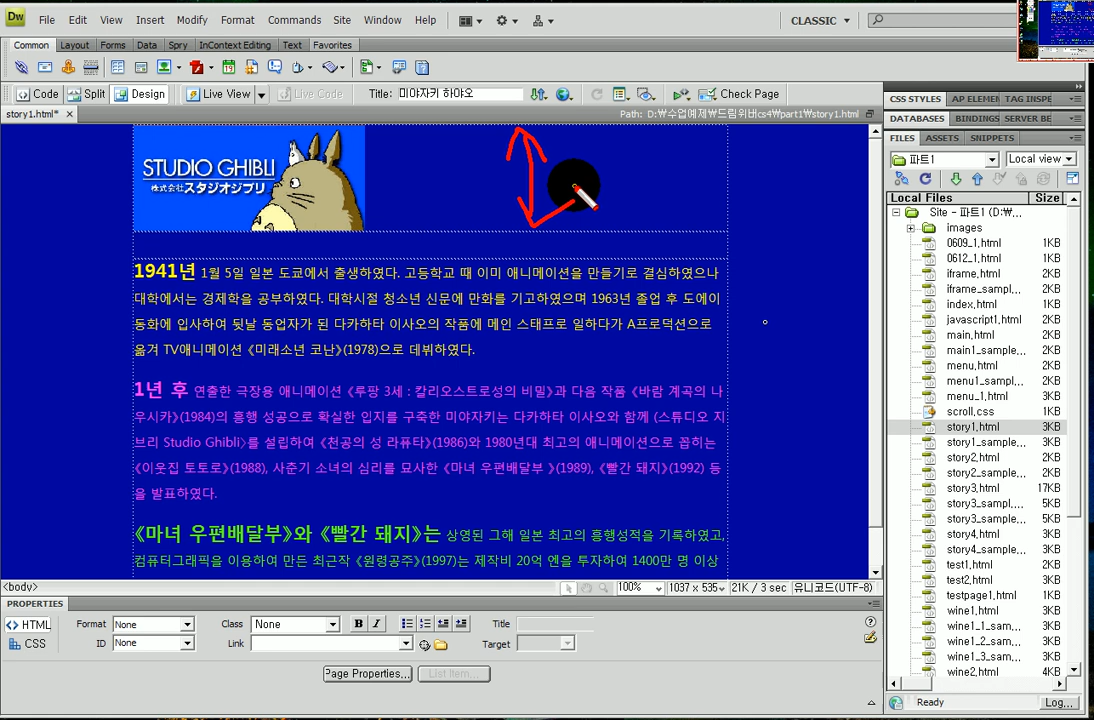 Dw File Edit View Insert Modify Format Commands Site Window Help CLASSIC
Common Layout Forms Data Spry InContext Editing Text Favorites
Code Split Design Live View Live Code Title: 미야자키 하야오 Check Page
story1.html* Path: D:₩수업예제₩드림위바cs4₩part1₩story1.html
STUDIO GHIBLI
株式会社スタジオジブリ
1941년 1월 5일 일본 도쿄에서 출생하였다. 고등학교 때 이미 애니메이션을 만들기로 결심하였으나
대학에서는 경제학을 공부하였다. 대학시절 청소년 신문에 만화를 기고하였으며 1963년 졸업 후 도에이
동화에 입사하여 뒷날 동업자가 된 다카하타 이사오의 작품에 메인 스태프로 일하다가 A프로덕션으로
옮겨 TV애니메이션 《미래소년 코난》(1978)으로 데뷔하였다.
1년 후 연출한 극장용 애니메이션 《루팡 3세 : 칼리오스트로성의 비밀》과 다음 작품 《바람 계곡의 나
우시카》(1984)의 흥행 성공으로 확실한 입지를 구축한 미야자키는 다카하타 이사오와 함께 〈스튜디오 지
브리 Studio Ghibli〉를 설립하여 《천공의 성 라퓨타》(1986)와 1980년대 최고의 애니메이션으로 꼽히는
《이웃집 토토로》(1988), 사춘기 소녀의 심리를 묘사한 《마녀 우편배달부 》(1989), 《빨간 돼지》(1992) 등
을 발표하였다.
《마녀 우편배달부》와 《빨간 돼지》는 상영된 그해 일본 최고의 흥행성적을 기록하였고,
컴퓨터그래픽을 이용하여 만든 최근작 《원령공주》(1997)는 제작비 20억 엔을 투자하여 1400만 명 이상
<body> 100% 1037 x 535 21K / 3 sec 유니코드(UTF-8)
PROPERTIES
<> HTML Format None Class None B I Title
CSS ID None Link Target
Page Properties... List Item...
CSS STYLES AP ELEMEN TAG INSPE
DATABASES BINDINGS SERVER BE
FILES ASSETS SNIPPETS
파트1 Local view
Local Files Size
Site - 파트1 (D:₩...
images
0609_1.html 1KB
0612_1.html 1KB
iframe.html 2KB
iframe_sampl... 2KB
index.html 1KB
javascript1.html 1KB
main.html 2KB
main1_sample... 2KB
menu.html 2KB
menu1_sample... 2KB
menu_1.html 3KB
scroll.css 1KB
story1.html 3KB
story1_sample... 3KB
story2.html 2KB
story2_sample... 2KB
story3.html 17KB
story3_sampl... 5KB
story3_sample... 5KB
story4.html 3KB
story4_sample... 3KB
test1.html 2KB
test2.html 3KB
testpage1.html 1KB
wine1.html 3KB
wine1_1_sam... 3KB
wine1_2_sam... 3KB
wine1_3_sam... 3KB
wine2.html 4KB
Ready Log...